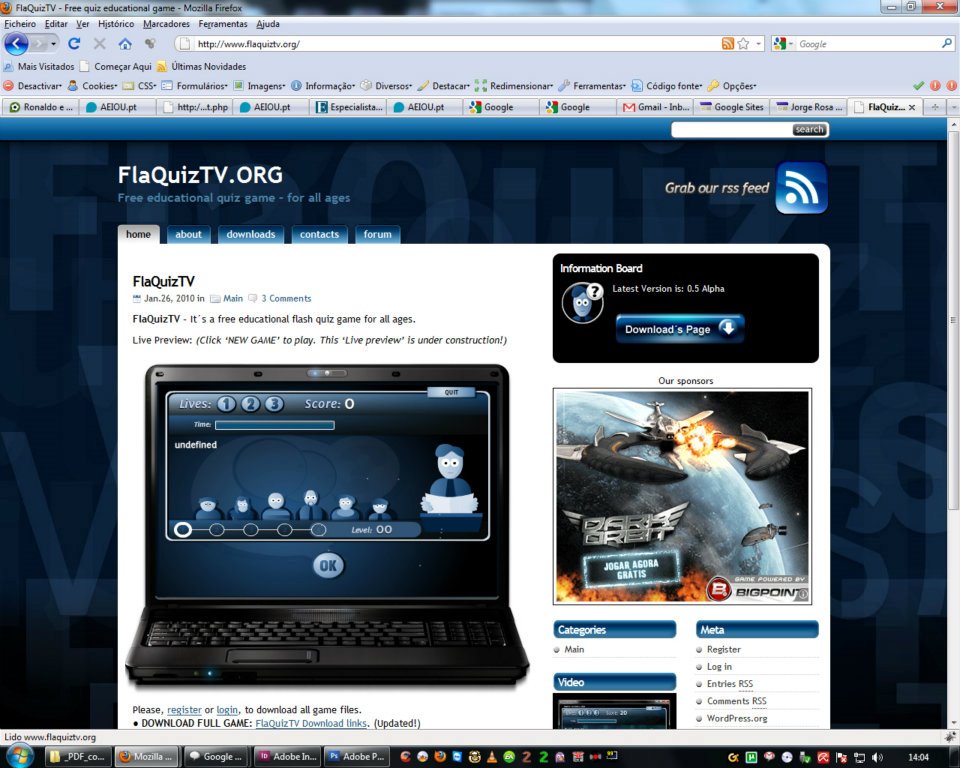 FlaQuizTV - Free quiz educational game - Mozilla Firefox
Ficheiro Editar Ver Histórico Marcadores Ferramentas Ajuda
http://www.flaquiztv.org/
Google
Mais Visitados Começar Aqui Últimas Novidades
Desactivar▾ Cookies▾ CSS▾ Formulários▾ Imagens▾ Informação▾ Diversos▾ Destacar▾ Redimensionar▾ Ferramentas▾ Código fonte▾ Opções▾
Ronaldo e ... AEIOU.pt http:/...t.php AEIOU.pt Especialista... AEIOU.pt Google Google Gmail - Inb... Google Sites Jorge Rosa ... FlaQuiz...
search
FlaQuizTV.ORG
Free educational quiz game - for all ages
Grab our rss feed
home about downloads contacts forum
FlaQuizTV
Jan.26, 2010 in Main 3 Comments
FlaQuizTV - It´s a free educational flash quiz game for all ages.
Live Preview: (Click ‘NEW GAME’ to play. This ‘Live preview’ is under construction!)
QUIT
Lives: 1 2 3 Score: 0
Time:
undefined
Level: 00
OK
Please, register or login, to download all game files.
● DOWNLOAD FULL GAME: FlaQuizTV Download links. (Updated!)
Information Board
?
Latest Version is: 0.5 Alpha
Download´s Page
Our sponsors
DARK ORBIT
JOGAR AGORA
GRÁTIS
GAME POWERED BY
BIGPOINT
Categories
Main
Video
Meta
Register
Log in
Entries RSS
Comments RSS
WordPress.org
Lido www.flaquiztv.org
_PDF_co... Mozilla ... Google ... Adobe In... Adobe P...
14:04